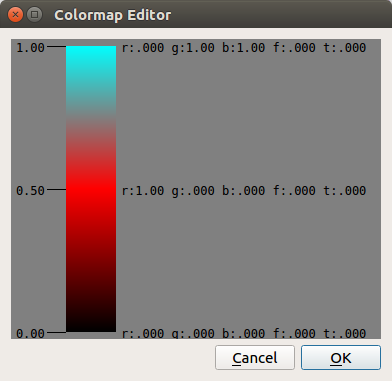 Colormap Editor
1.00 r:.000 g:1.00 b:1.00 f:.000 t:.000
0.50 r:1.00 g:.000 b:.000 f:.000 t:.000
0.00 r:.000 g:.000 b:.000 f:.000 t:.000
Cancel OK